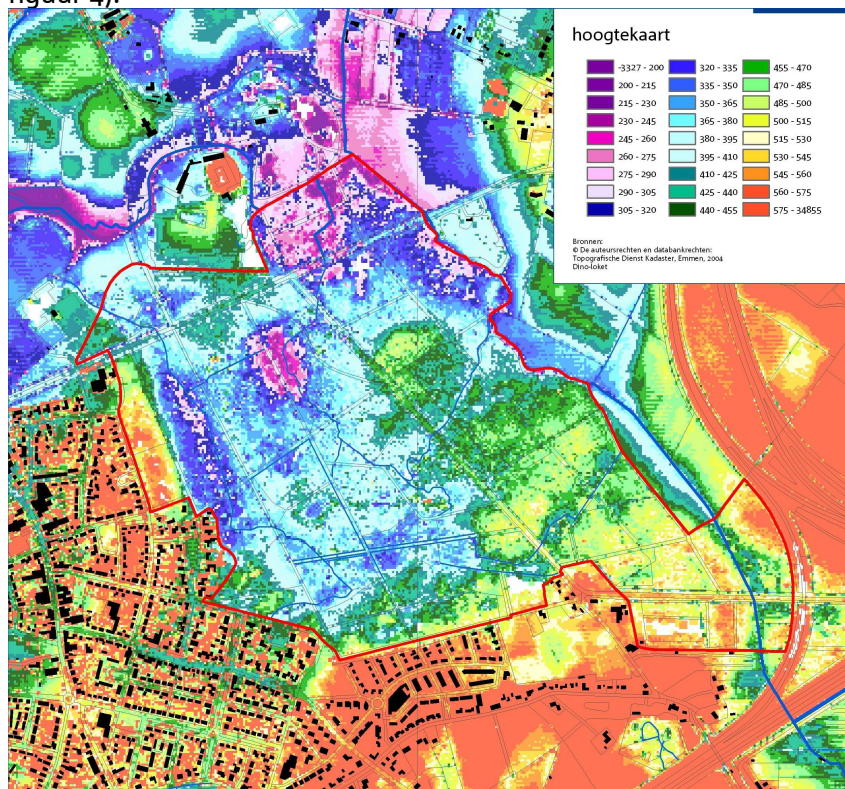 figuur 4).
hoogtekaart
-3327 - 200 320 - 335 455 - 470
200 - 215 335 - 350 470 - 485
215 - 230 350 - 365 485 - 500
230 - 245 365 - 380 500 - 515
245 - 260 380 - 395 515 - 530
260 - 275 395 - 410 530 - 545
275 - 290 410 - 425 545 - 560
290 - 305 425 - 440 560 - 575
305 - 320 440 - 455 575 - 34855
Bronnen:
© De auteursrechten en databankrechten:
Topografische Dienst Kadaster, Emmen, 2004
Dino-loket